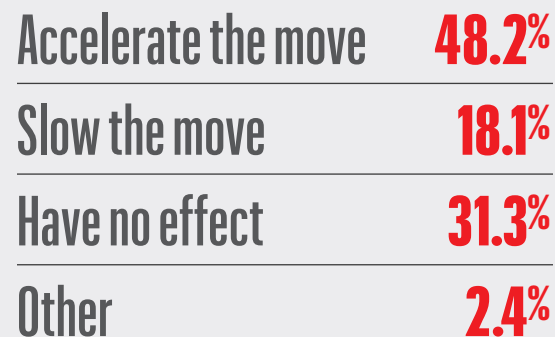 Accelerate the move 48.2%
Slow the move 18.1%
Have no effect 31.3%
Other 2.4%